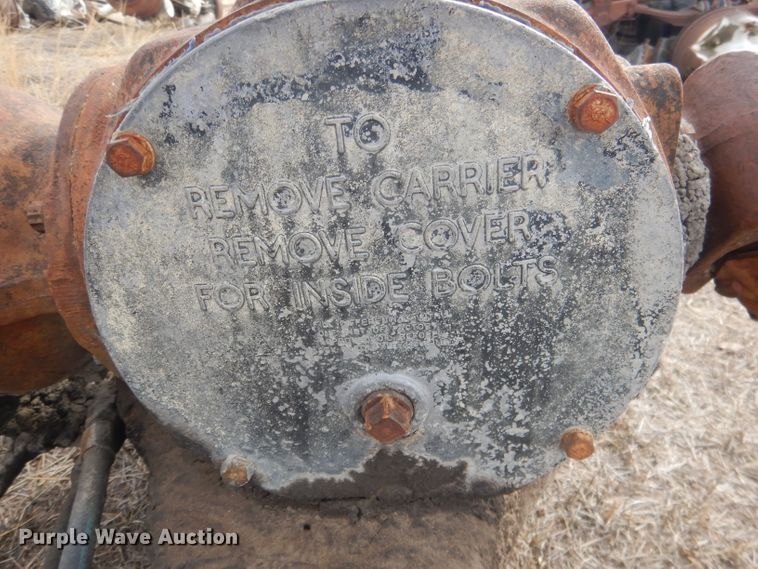 TO
REMOVE CARRIER
REMOVE COVER
FOR INSIDE BOLTS
Purple Wave Auction